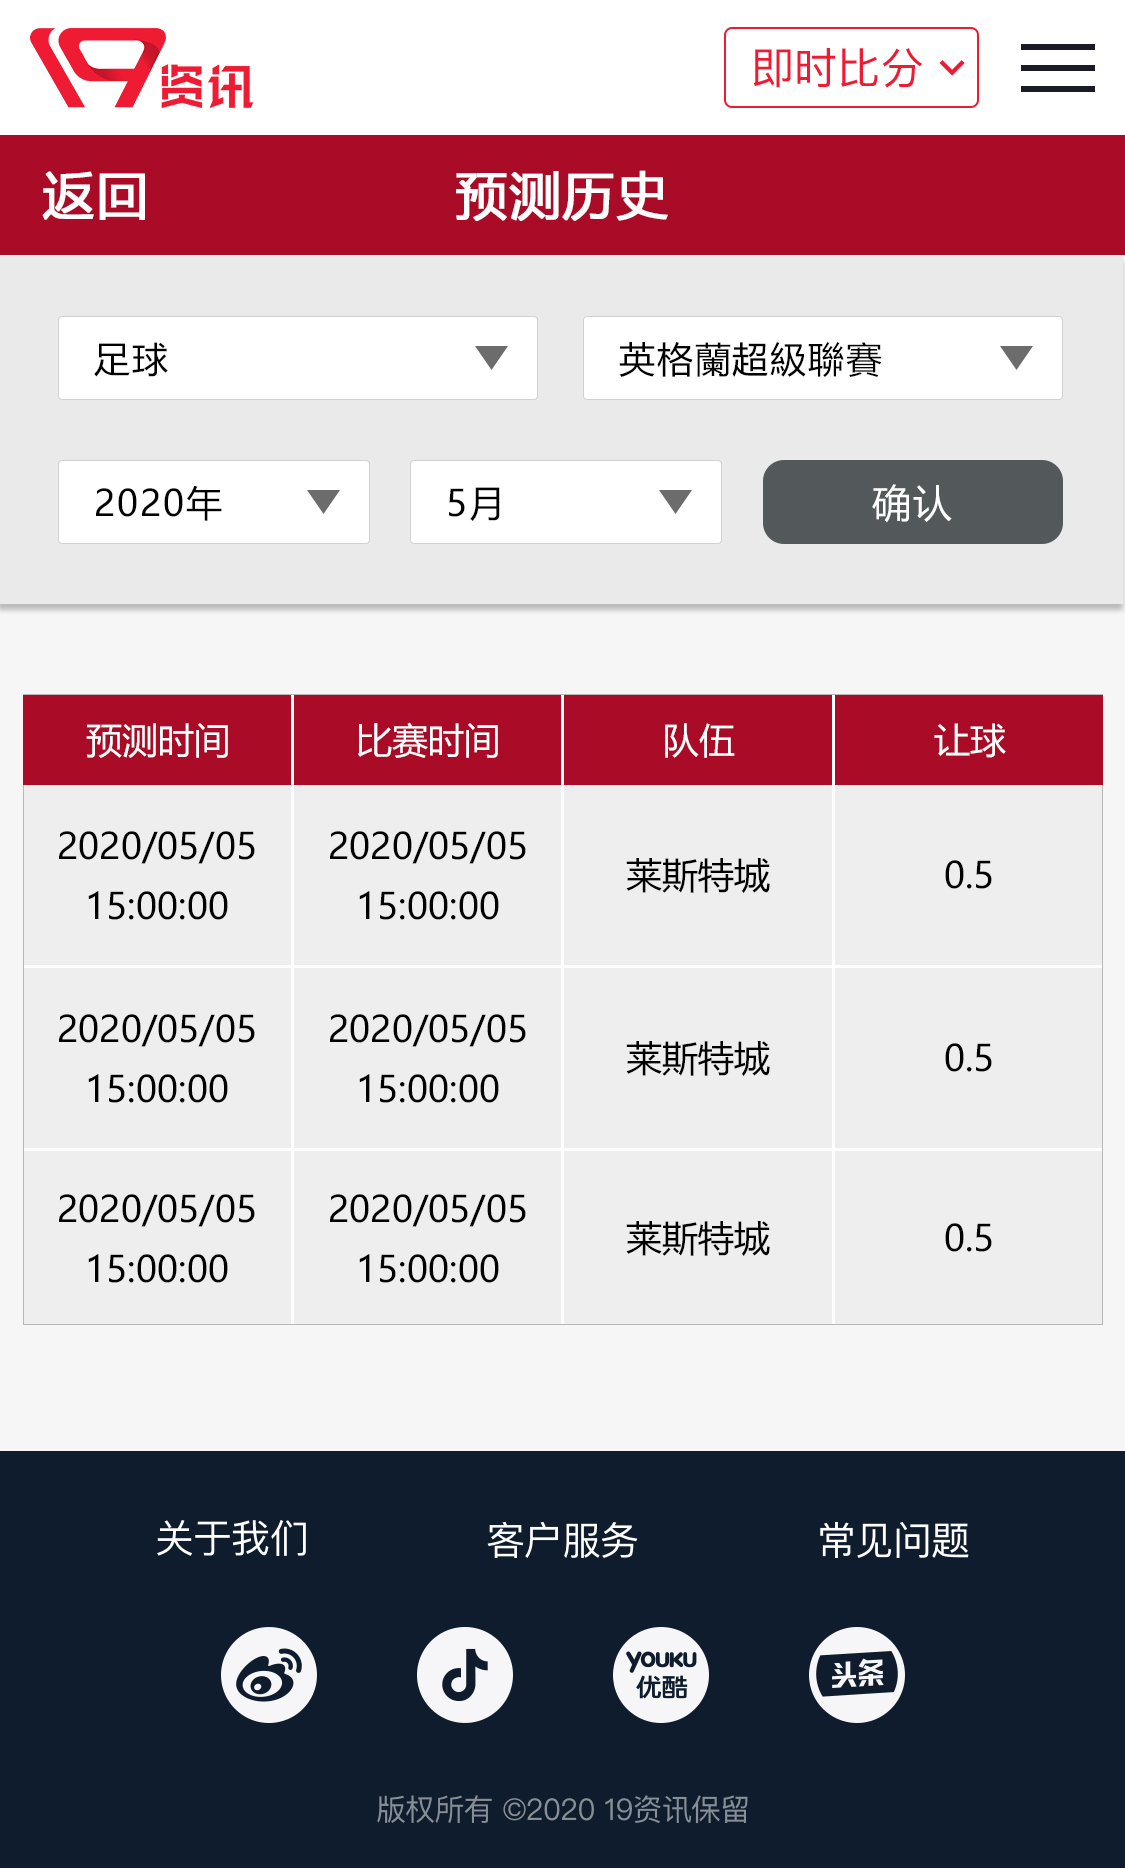 19资讯
即时比分
返回
预测历史
足球
英格蘭超級聯賽
2020年
5月
确认
预测时间
比赛时间
队伍
让球
2020/05/05
15:00:00
2020/05/05
15:00:00
莱斯特城
0.5
2020/05/05
15:00:00
2020/05/05
15:00:00
莱斯特城
0.5
2020/05/05
15:00:00
2020/05/05
15:00:00
莱斯特城
0.5
关于我们
客户服务
常见问题
YOUKU
优酷
头条
版权所有 ©2020 19资讯保留